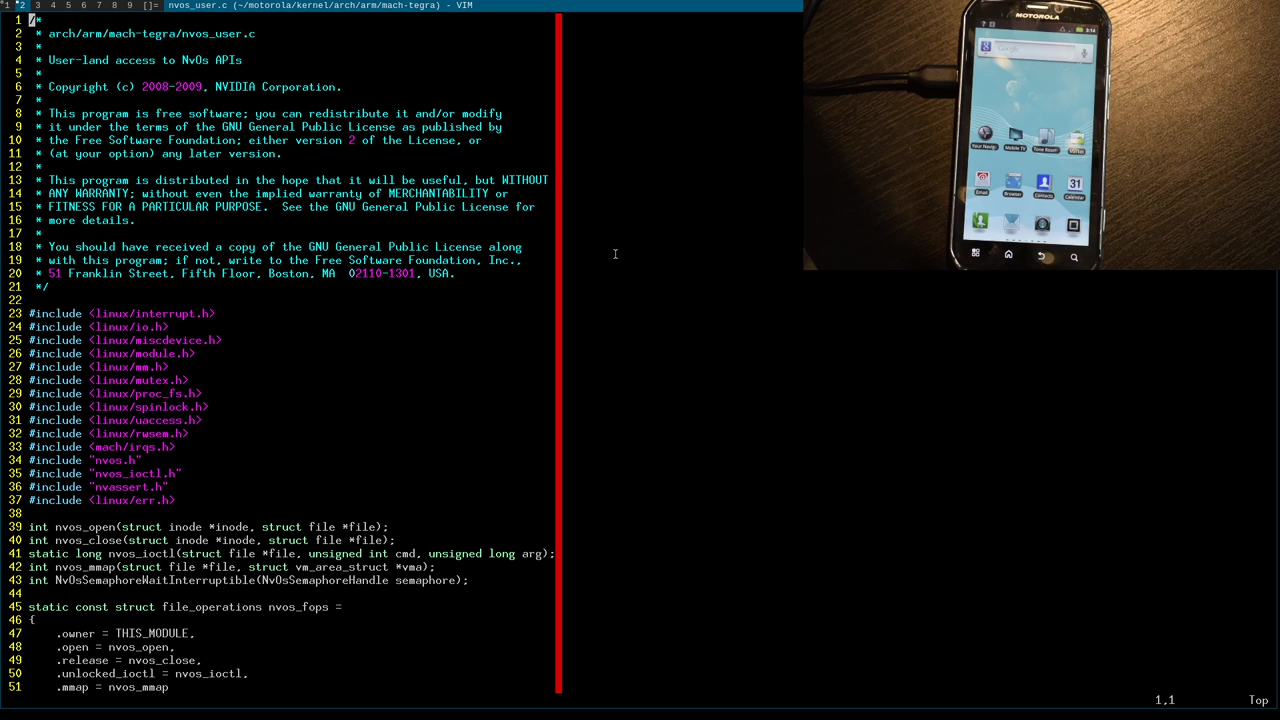 1 2 3 4 5 6 7 8 9 []= nvos_user.c (~/motorola/kernel/arch/arm/mach-tegra) - VIM
1 /*
2  * arch/arm/mach-tegra/nvos_user.c
3  *
4  * User-land access to NvOs APIs
5  *
6  * Copyright (c) 2008-2009, NVIDIA Corporation.
7  *
8  * This program is free software; you can redistribute it and/or modify
9  * it under the terms of the GNU General Public License as published by
10  * the Free Software Foundation; either version 2 of the License, or
11  * (at your option) any later version.
12  *
13  * This program is distributed in the hope that it will be useful, but WITHOUT
14  * ANY WARRANTY; without even the implied warranty of MERCHANTABILITY or
15  * FITNESS FOR A PARTICULAR PURPOSE.  See the GNU General Public License for
16  * more details.
17  *
18  * You should have received a copy of the GNU General Public License along
19  * with this program; if not, write to the Free Software Foundation, Inc.,
20  * 51 Franklin Street, Fifth Floor, Boston, MA  02110-1301, USA.
21  */
22
23 #include <linux/interrupt.h>
24 #include <linux/io.h>
25 #include <linux/miscdevice.h>
26 #include <linux/module.h>
27 #include <linux/mm.h>
28 #include <linux/mutex.h>
29 #include <linux/proc_fs.h>
30 #include <linux/spinlock.h>
31 #include <linux/uaccess.h>
32 #include <linux/rwsem.h>
33 #include <mach/irqs.h>
34 #include "nvos.h"
35 #include "nvos_ioctl.h"
36 #include "nvassert.h"
37 #include <linux/err.h>
38
39 int nvos_open(struct inode *inode, struct file *file);
40 int nvos_close(struct inode *inode, struct file *file);
41 static long nvos_ioctl(struct file *file, unsigned int cmd, unsigned long arg);
42 int nvos_mmap(struct file *file, struct vm_area_struct *vma);
43 int NvOsSemaphoreWaitInterruptible(NvOsSemaphoreHandle semaphore);
44
45 static const struct file_operations nvos_fops =
46 {
47     .owner = THIS_MODULE,
48     .open = nvos_open,
49     .release = nvos_close,
50     .unlocked_ioctl = nvos_ioctl,
51     .mmap = nvos_mmap
1,1 Top
MOTOROLA
3:14
Google
Your Navig
Mobile TV
Tone Room
Market
Email
Browser
Contacts
31
Calendar